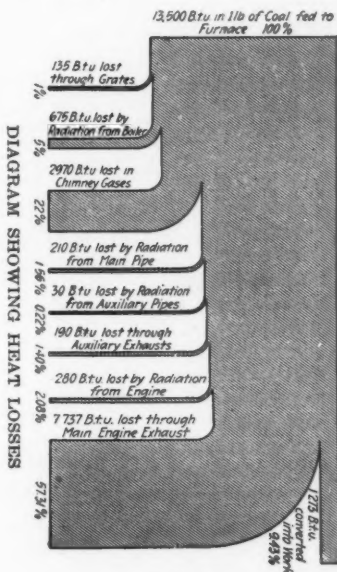 13,500 B.t.u in 1 lb of Coal fed to
Furnace 100%
135 B.t.u lost
through Grates
1%
675 B.t.u. lost by
Radiation from Boiler
5%
2970 B.t.u lost in
Chimney Gases
22%
210 B.t.u lost by Radiation
from Main Pipe
1.56%
30 B.t.u lost by Radiation
from Auxiliary Pipes
0.22%
190 B.t.u lost through
Auxiliary Exhausts
1.40%
280 B.t.u. lost by Radiation
from Engine
2.08%
7737 B.t.u. lost through
Main Engine Exhaust
57.31%
1273 B.t.u.
converted
into Work
9.43%
DIAGRAM SHOWING HEAT LOSSES